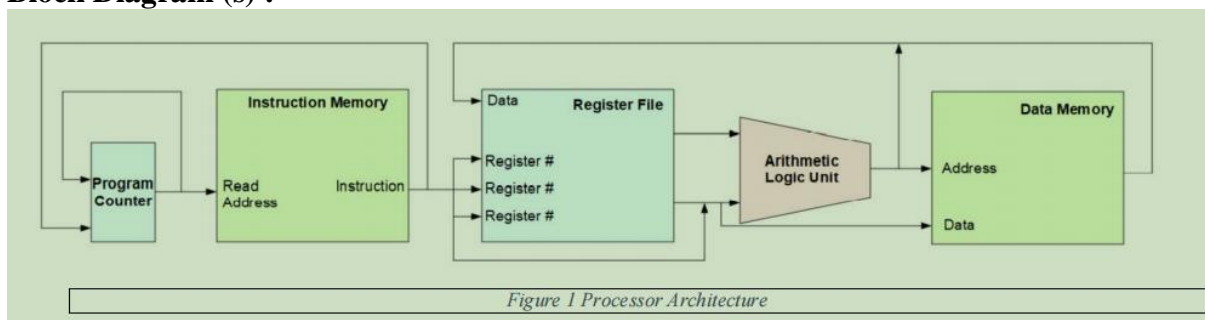 Block Diagram (s) :
Instruction Memory
Program
Counter
Read
Address
Instruction
Data
Register File
Register #
Register #
Register #
Arithmetic
Logic Unit
Data Memory
Address
Data
Figure 1 Processor Architecture